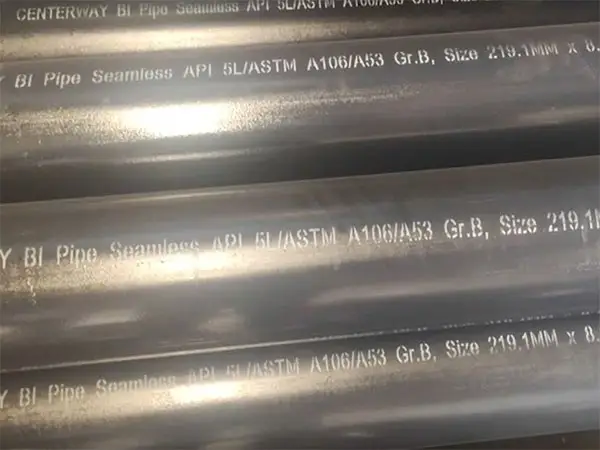 CENTERWAY BI Pipe Seamless API 5L/ASTM A106/A53 Gr.B,
Y BI Pipe Seamless API 5L/ASTM A106/A53 Gr.B, Size 219.1MM x 8.
Y BI Pipe Seamless API 5L/ASTM A106/A53 Gr.B, Size 219.1M
Y BI Pipe Seamless API 5L/ASTM A106/A53 Gr.B, Size 219.1MM x 8.